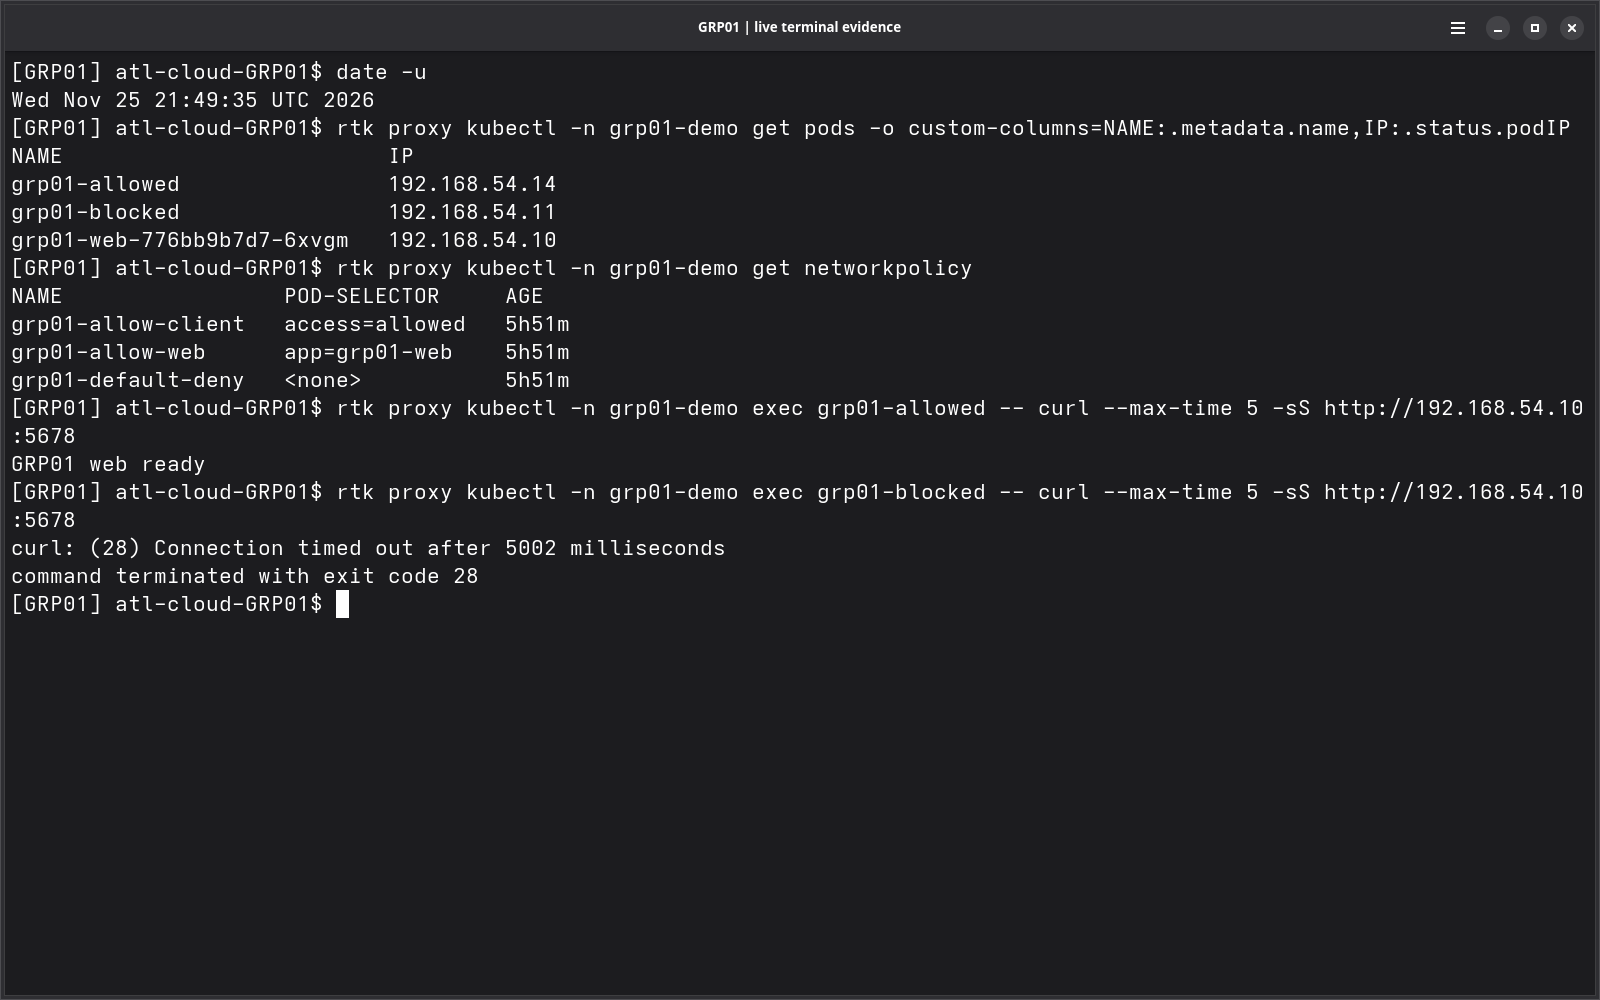 GRP01 | live terminal evidence
[GRP01] atl-cloud-GRP01$ date -u
Wed Nov 25 21:49:35 UTC 2026
[GRP01] atl-cloud-GRP01$ rtk proxy kubectl -n grp01-demo get pods -o custom-columns=NAME:.metadata.name,IP:.status.podIP
NAME                         IP
grp01-allowed                192.168.54.14
grp01-blocked                192.168.54.11
grp01-web-776bb9b7d7-6xvgm   192.168.54.10
[GRP01] atl-cloud-GRP01$ rtk proxy kubectl -n grp01-demo get networkpolicy
NAME                 POD-SELECTOR     AGE
grp01-allow-client   access=allowed   5h51m
grp01-allow-web      app=grp01-web    5h51m
grp01-default-deny   <none>           5h51m
[GRP01] atl-cloud-GRP01$ rtk proxy kubectl -n grp01-demo exec grp01-allowed -- curl --max-time 5 -sS http://192.168.54.10
:5678
GRP01 web ready
[GRP01] atl-cloud-GRP01$ rtk proxy kubectl -n grp01-demo exec grp01-blocked -- curl --max-time 5 -sS http://192.168.54.10
:5678
curl: (28) Connection timed out after 5002 milliseconds
command terminated with exit code 28
[GRP01] atl-cloud-GRP01$